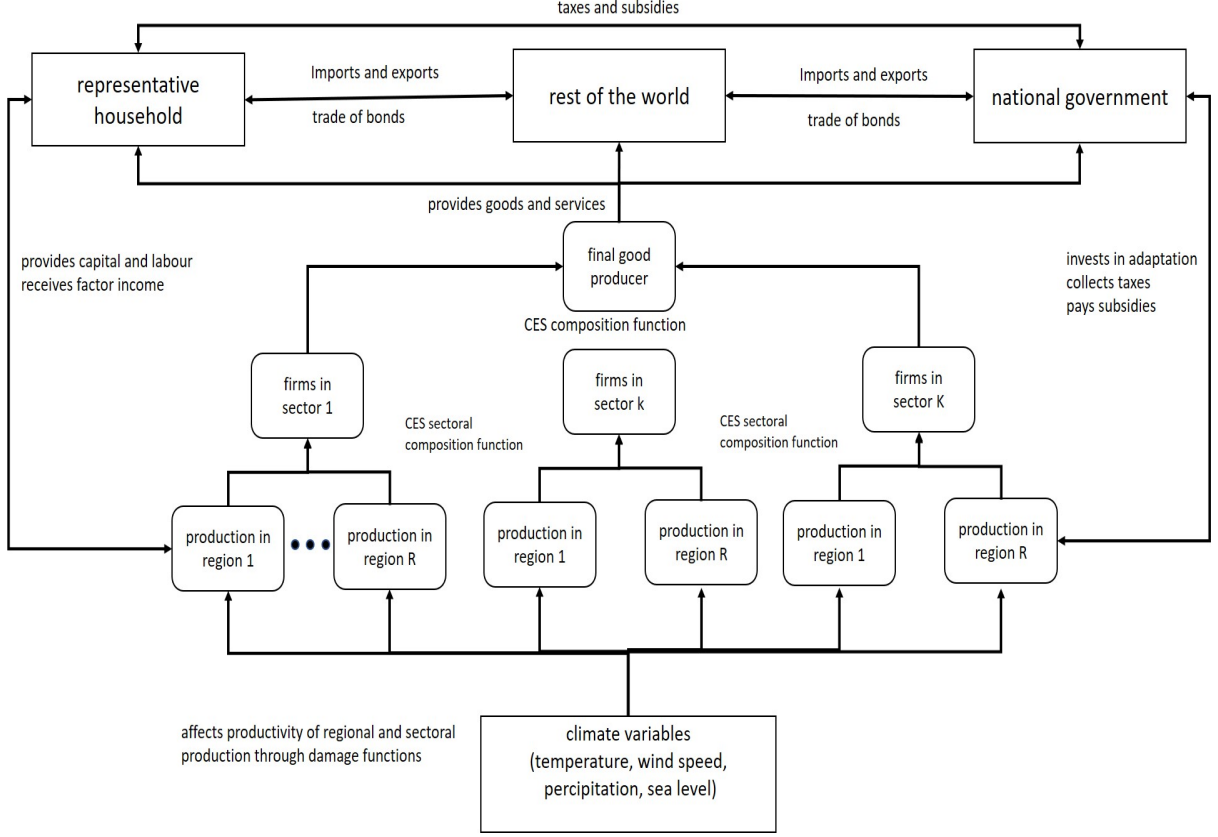 taxes and subsidies
representative
household
Imports and exports
trade of bonds
rest of the world
Imports and exports
trade of bonds
national government
provides goods and services
provides capital and labour
receives factor income
final good
producer
invests in adaptation
collects taxes
pays subsidies
CES composition function
firms in
sector 1
firms in
sector k
firms in
sector K
CES sectoral
composition function
CES sectoral
composition function
production in
region 1
production in
region R
production in
region 1
production in
region R
production in
region 1
production in
region R
affects productivity of regional and sectoral
production through damage functions
climate variables
(temperature, wind speed,
percipitation, sea level)